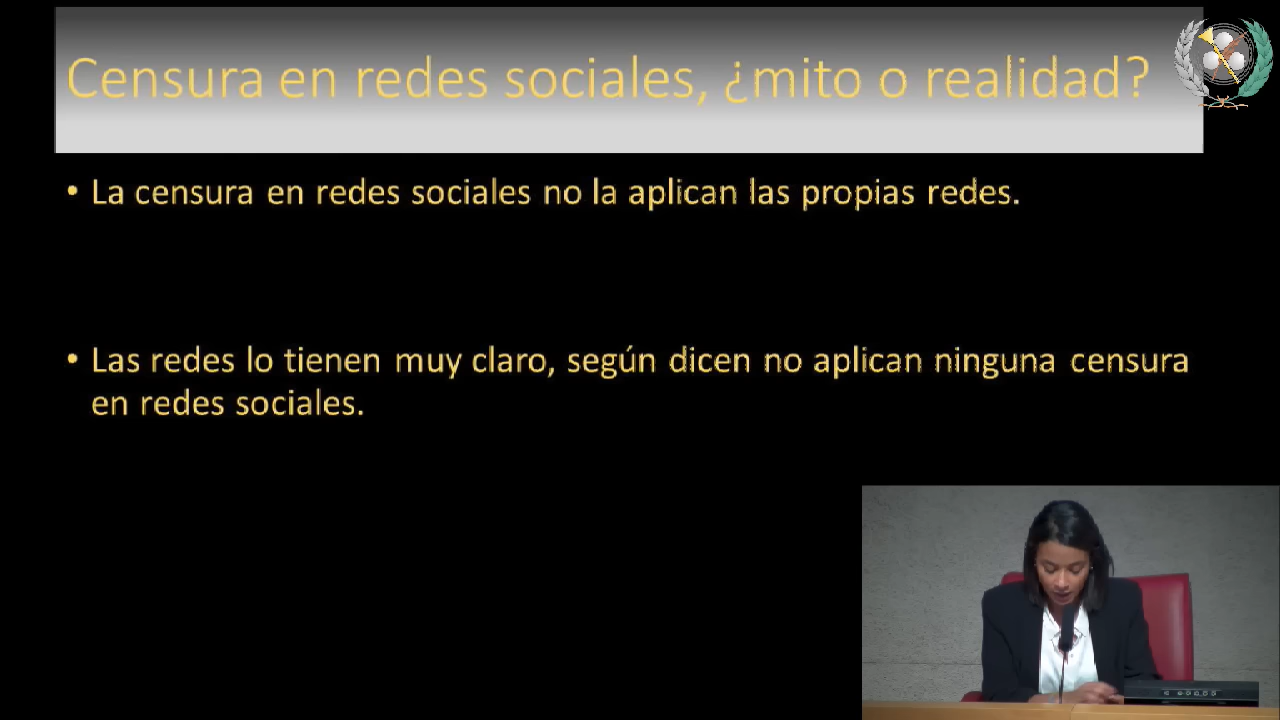 Censura en redes sociales, ¿mito o realidad?
• La censura en redes sociales no la aplican las propias redes.
• Las redes lo tienen muy claro, según dicen no aplican ninguna censura
en redes sociales.